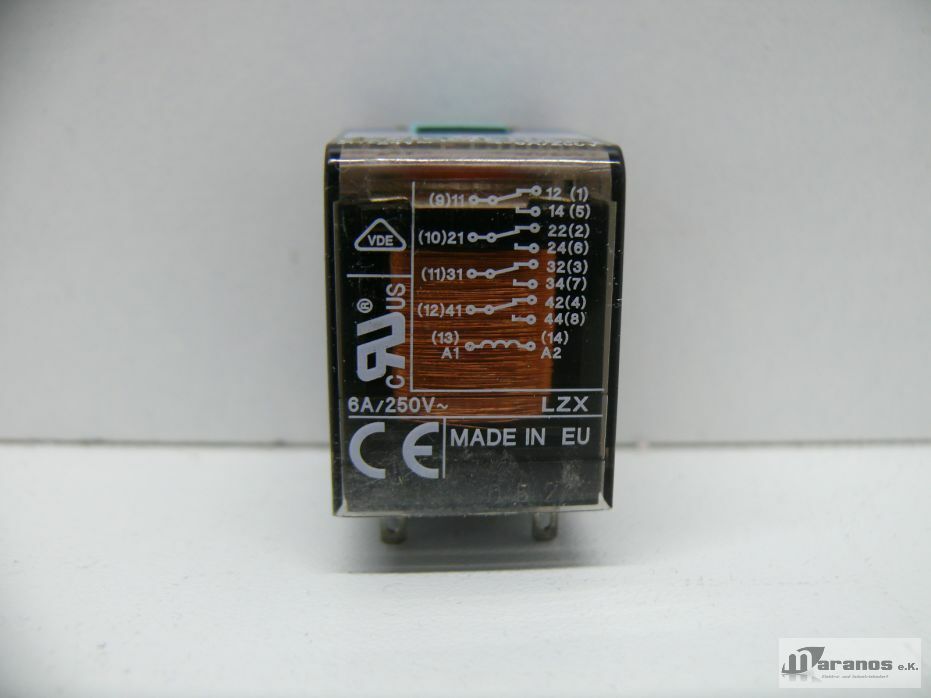 (9)11 12 (1)
14 (5)
(10)21 22(2)
24(6)
(11)31 32(3)
34(7)
(12)41 42(4)
44(8)
(13) (14)
A1 A2
VDE
C US
®
6A/250V~ LZX
CE MADE IN EU
maranos e.K.